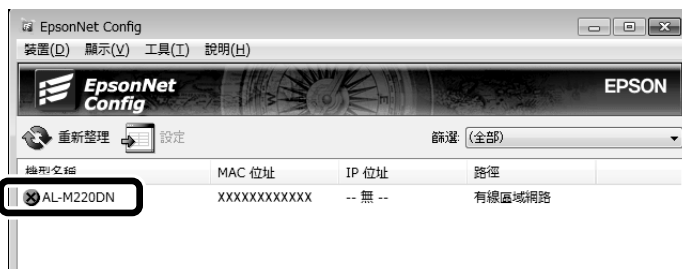 EpsonNet Config
裝置(D) 顯示(V) 工具(T) 說明(H)
EpsonNet
Config
EPSON
重新整理 設定 篩選: (全部)
機型名稱 MAC 位址 IP 位址 路徑
AL-M220DN XXXXXXXXXXXX -- 無 -- 有線區域網路